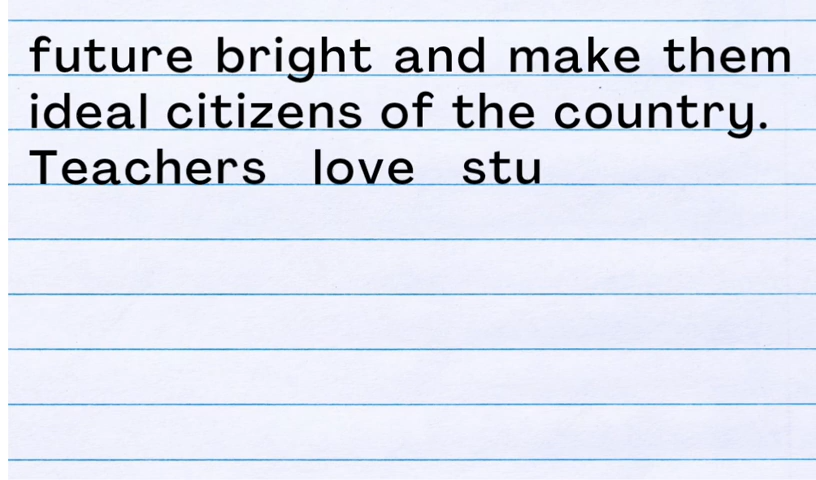 future bright and make them
ideal citizens of the country.
Teachers love stu